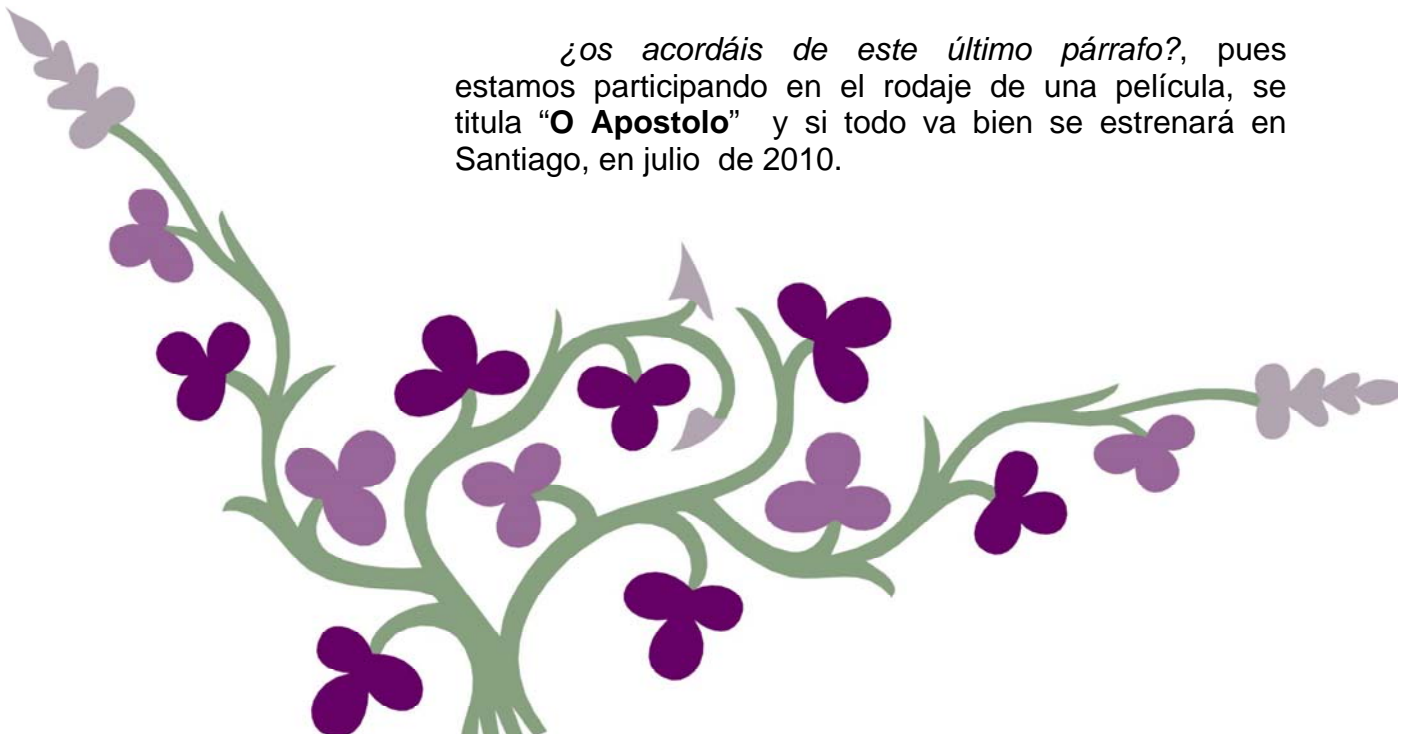 ¿os acordáis de este último párrafo?, pues
estamos participando en el rodaje de una película, se
titula “O Apostolo” y si todo va bien se estrenará en
Santiago, en julio de 2010.